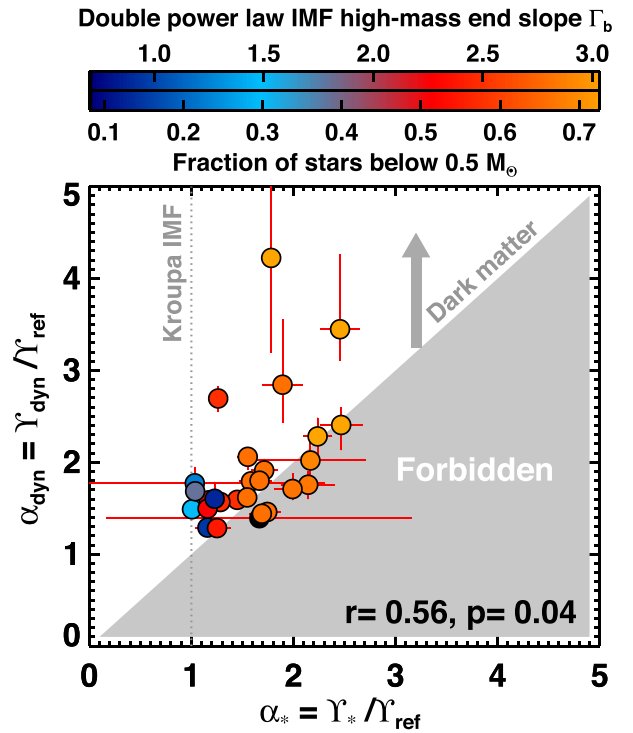 Double power law IMF high-mass end slope Γb
1.0 1.5 2.0 2.5 3.0
0.1 0.2 0.3 0.4 0.5 0.6 0.7
Fraction of stars below 0.5 M⊙
5
4
3
2
1
0
αdyn = ϒdyn /ϒref
Kroupa IMF
Dark matter
Forbidden
r= 0.56, p= 0.04
0 1 2 3 4 5
α* = ϒ* /ϒref